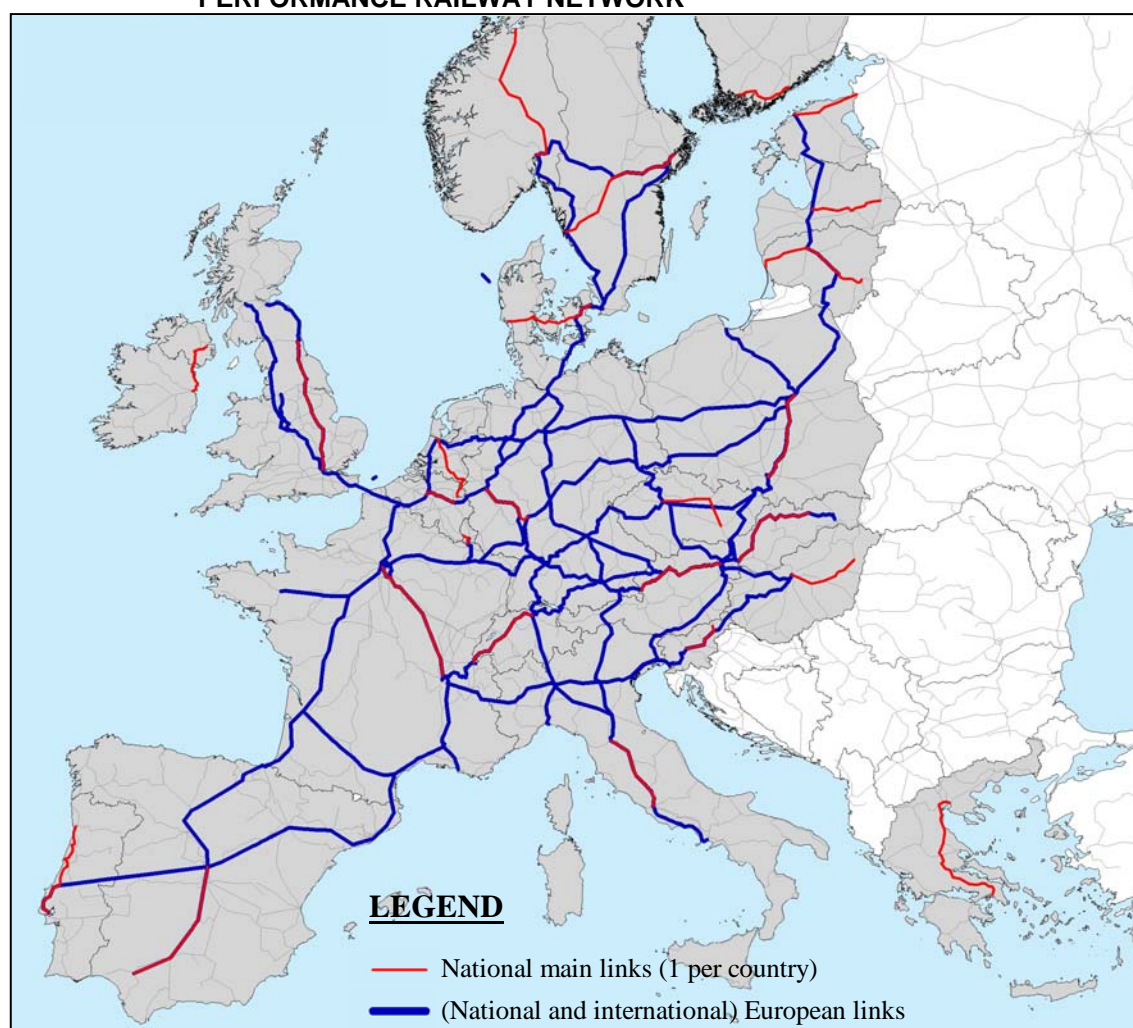 PERFORMANCE RAILWAY NETWORK
LEGEND
National main links (1 per country)
(National and international) European links